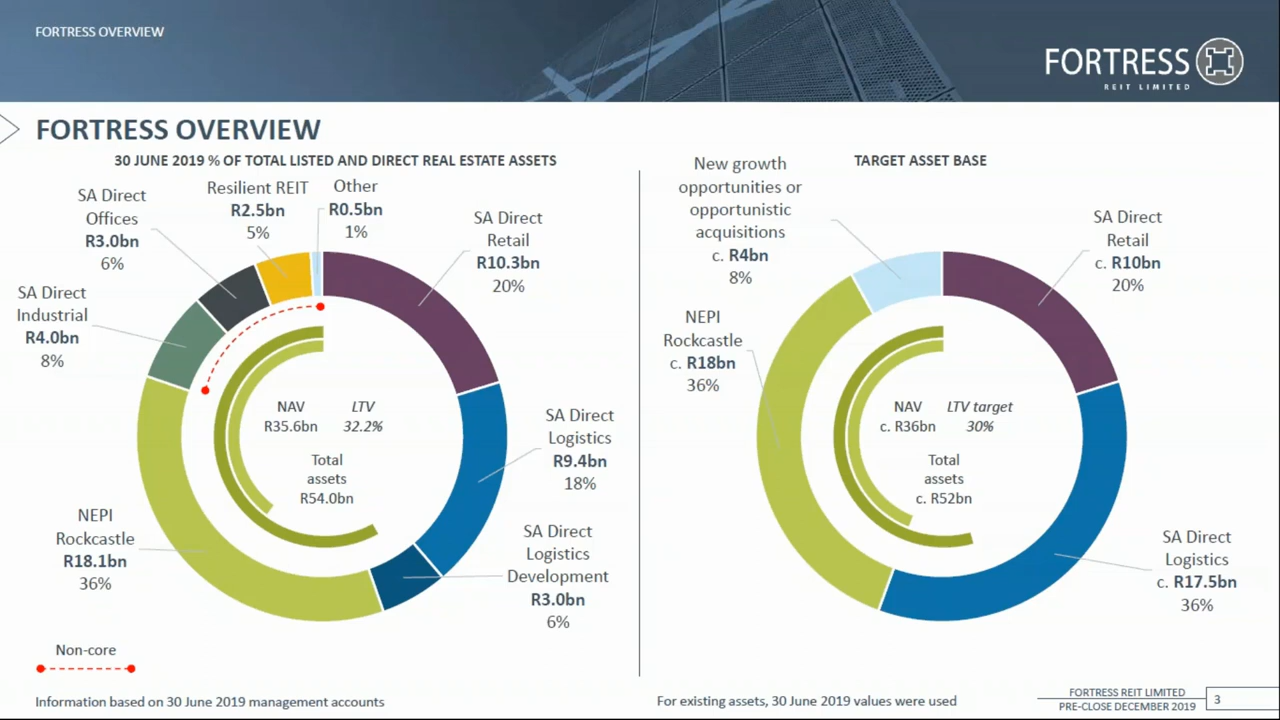 FORTRESS OVERVIEW
FORTRESS
REIT LIMITED
FORTRESS OVERVIEW
30 JUNE 2019 % OF TOTAL LISTED AND DIRECT REAL ESTATE ASSETS
SA Direct
Offices
R3.0bn
6%
Resilient REIT
R2.5bn
5%
Other
R0.5bn
1%
SA Direct
Retail
R10.3bn
20%
SA Direct
Industrial
R4.0bn
8%
NAV
R35.6bn
LTV
32.2%
Total
assets
R54.0bn
SA Direct
Logistics
R9.4bn
18%
NEPI
Rockcastle
R18.1bn
36%
SA Direct
Logistics
Development
R3.0bn
6%
Non-core
Information based on 30 June 2019 management accounts
TARGET ASSET BASE
New growth
opportunities or
opportunistic
acquisitions
c. R4bn
8%
SA Direct
Retail
c. R10bn
20%
NEPI
Rockcastle
c. R18bn
36%
NAV
c. R36bn
LTV target
30%
Total
assets
c. R52bn
SA Direct
Logistics
c. R17.5bn
36%
For existing assets, 30 June 2019 values were used
FORTRESS REIT LIMITED
PRE-CLOSE DECEMBER 2019
3